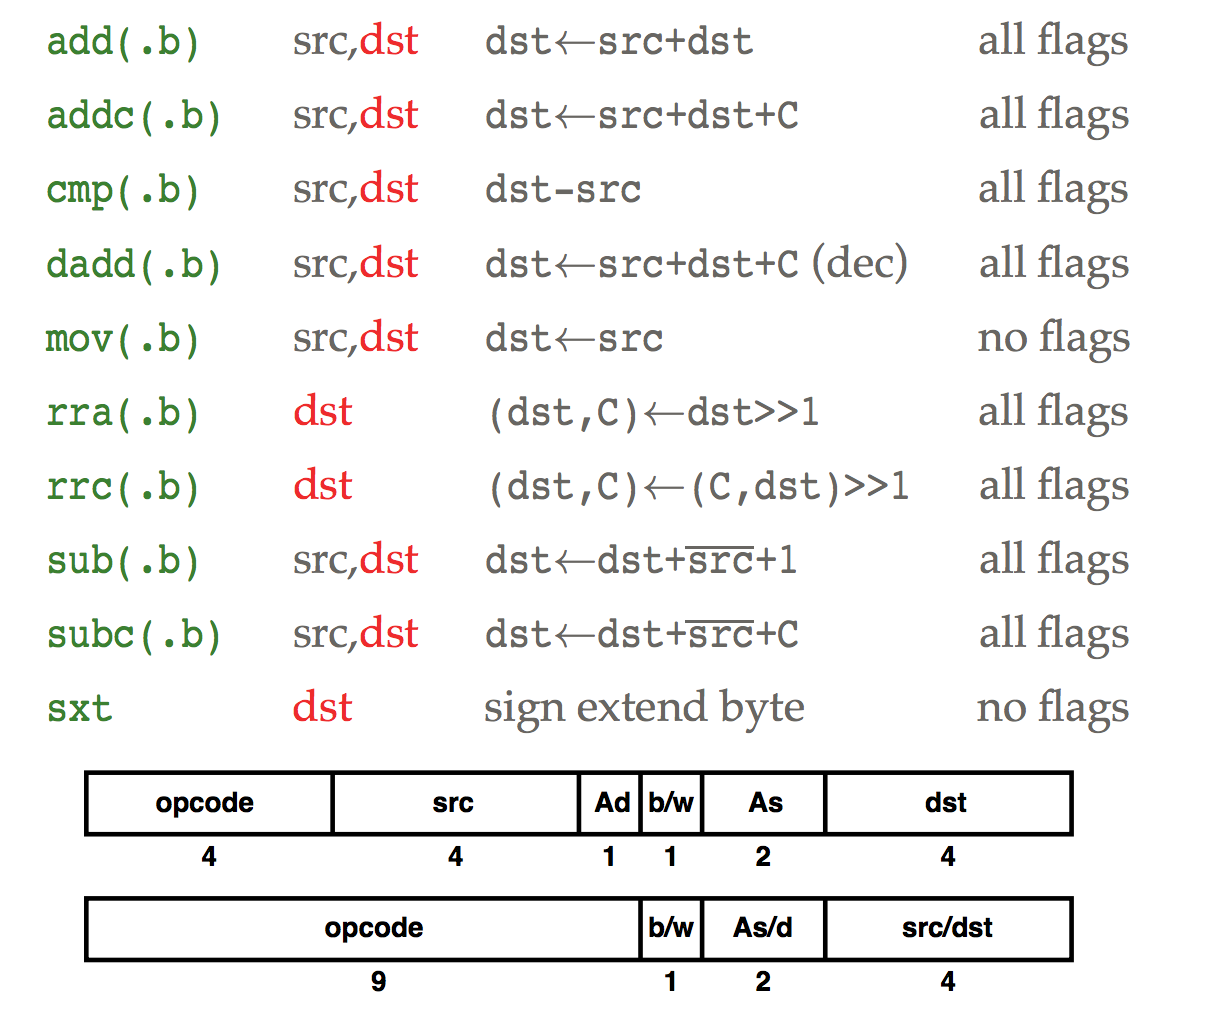 add(.b) src,dst dst←src+dst all flags
addc(.b) src,dst dst←src+dst+C all flags
cmp(.b) src,dst dst-src all flags
dadd(.b) src,dst dst←src+dst+C (dec) all flags
mov(.b) src,dst dst←src no flags
rra(.b) dst (dst,C)←dst>>1 all flags
rrc(.b) dst (dst,C)←(C,dst)>>1 all flags
sub(.b) src,dst dst←dst+s̅r̅c̅+1 all flags
subc(.b) src,dst dst←dst+s̅r̅c̅+C all flags
sxt dst sign extend byte no flags
opcode src Ad b/w As dst
4 4 1 1 2 4
opcode b/w As/d src/dst
9 1 2 4